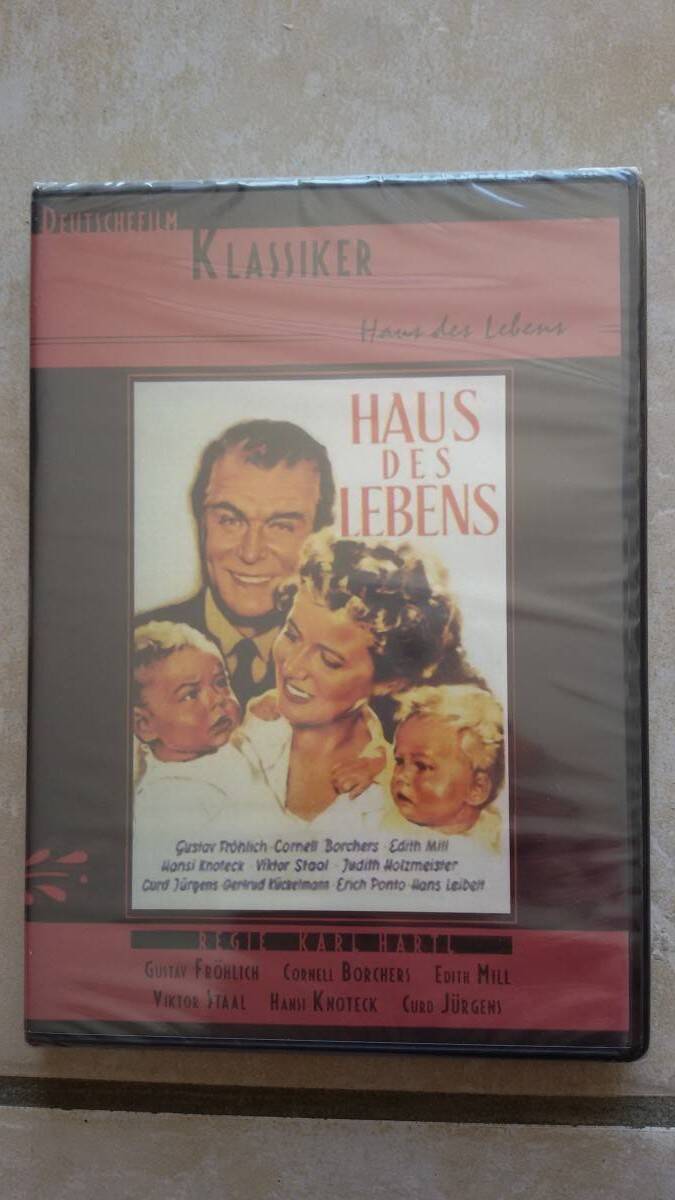 DEUTSCHEFILM
KLASSIKER
Haus des Lebens
HAUS
DES
LEBENS
Gustav Fröhlich · Cornell Borchers · Edith Mill
Hansi Knoteck · Viktor Staal · Judith Holzmeister
Curd Jürgens · Gertrud Kückelmann · Erich Ponto · Hans Leibelt
REGIE KARL HARTL
GUSTAV FRÖHLICH CORNELL BORCHERS EDITH MILL
VIKTOR STAAL HANSI KNOTECK CURD JÜRGENS